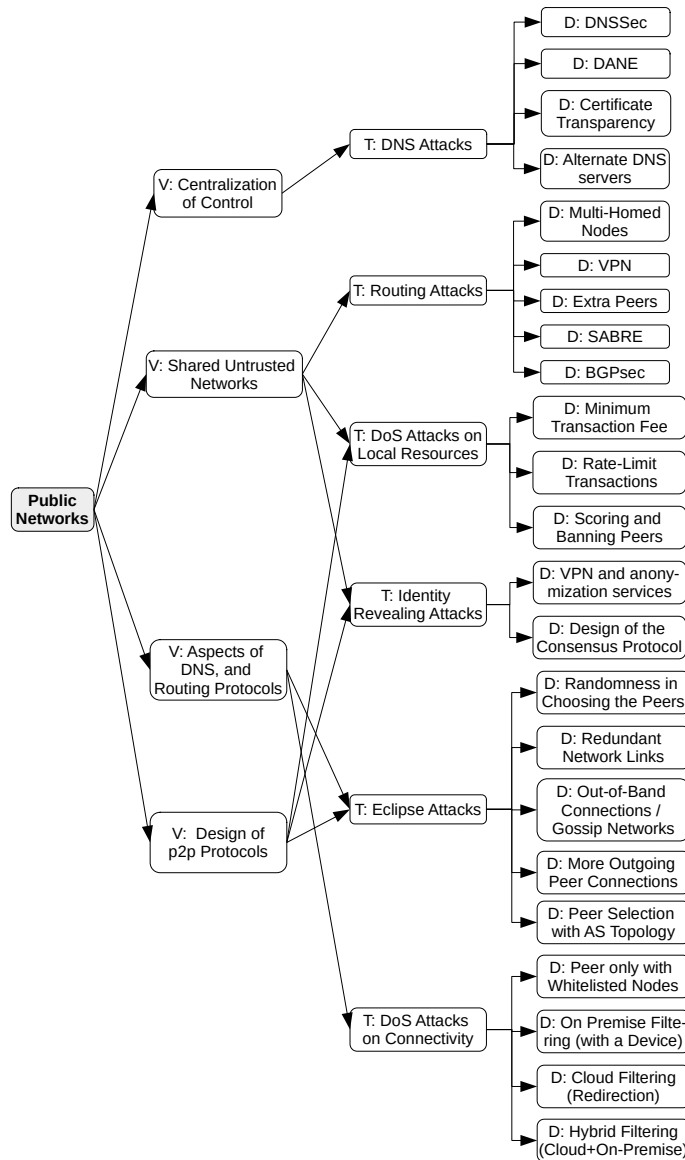 Public
Networks
V: Centralization
of Control
V: Shared Untrusted
Networks
V: Aspects of
DNS, and
Routing Protocols
V: Design of
p2p Protocols
T: DNS Attacks
T: Routing Attacks
T: DoS Attacks on
Local Resources
T: Identity
Revealing Attacks
T: Eclipse Attacks
T: DoS Attacks
on Connectivity
D: DNSSec
D: DANE
D: Certificate
Transparency
D: Alternate DNS
servers
D: Multi-Homed
Nodes
D: VPN
D: Extra Peers
D: SABRE
D: BGPsec
D: Minimum
Transaction Fee
D: Rate-Limit
Transactions
D: Scoring and
Banning Peers
D: VPN and anony-
mization services
D: Design of the
Consensus Protocol
D: Randomness in
Choosing the Peers
D: Redundant
Network Links
D: Out-of-Band
Connections /
Gossip Networks
D: More Outgoing
Peer Connections
D: Peer Selection
with AS Topology
D: Peer only with
Whitelisted Nodes
D: On Premise Filte-
ring (with a Device)
D: Cloud Filtering
(Redirection)
D: Hybrid Filtering
(Cloud+On-Premise)